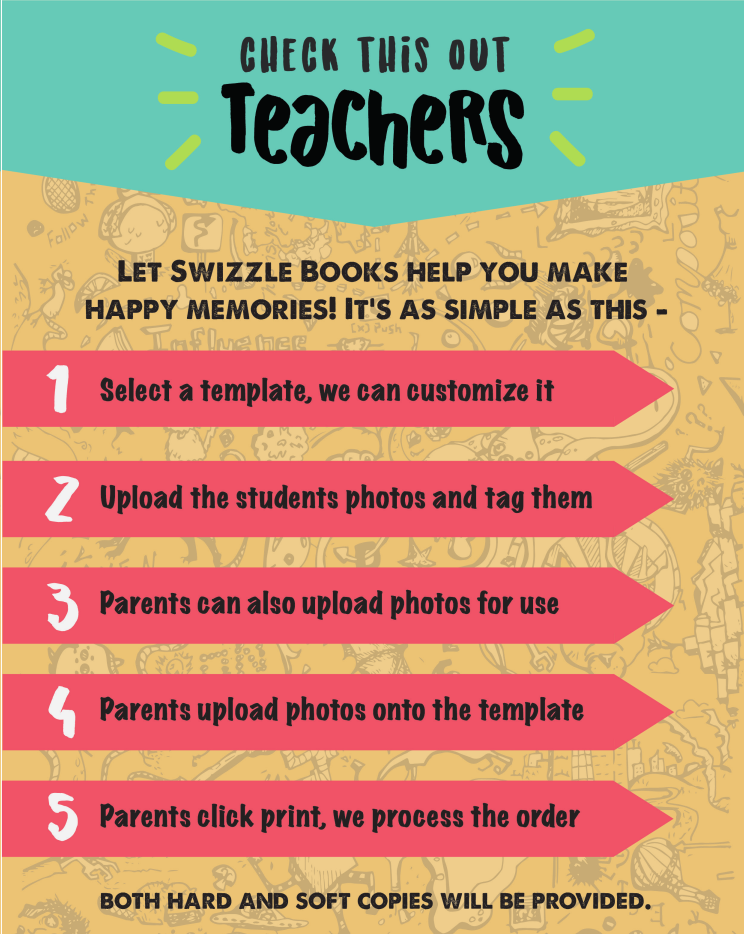 CHECK THiS OUT
TeacheRS
LET SWIZZLE BOOKS HELP YOU MAKE
HAPPY MEMORIES! IT'S AS SIMPLE AS THIS -
1 Select a template, we can customize it
2 Upload the students photos and tag them
3 Parents can also upload photos for use
4 Parents upload photos onto the template
5 Parents click print, we process the order
BOTH HARD AND SOFT COPIES WILL BE PROVIDED.
Follow
Influence
(x) Push